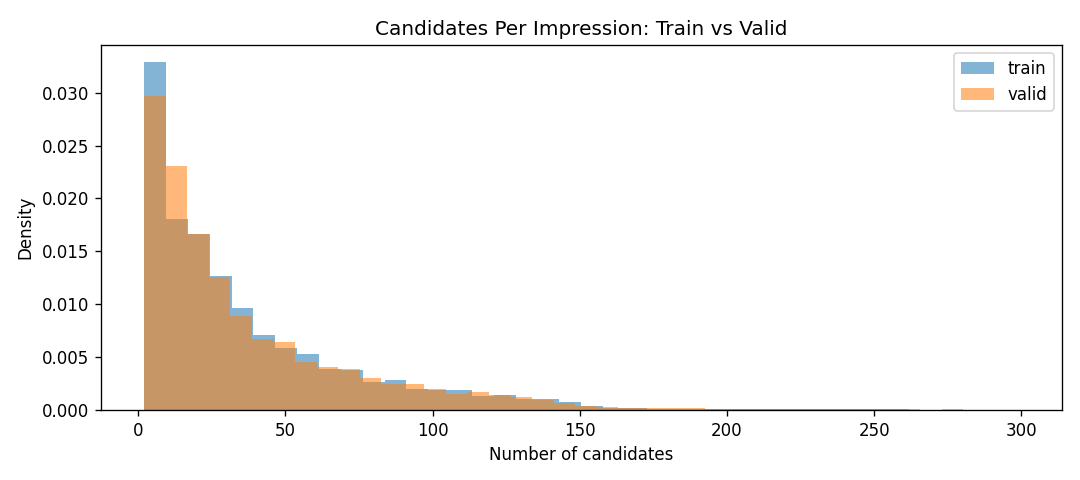 Candidates Per Impression: Train vs Valid
train
valid
Density
0.030
0.025
0.020
0.015
0.010
0.005
0.000
0 50 100 150 200 250 300
Number of candidates